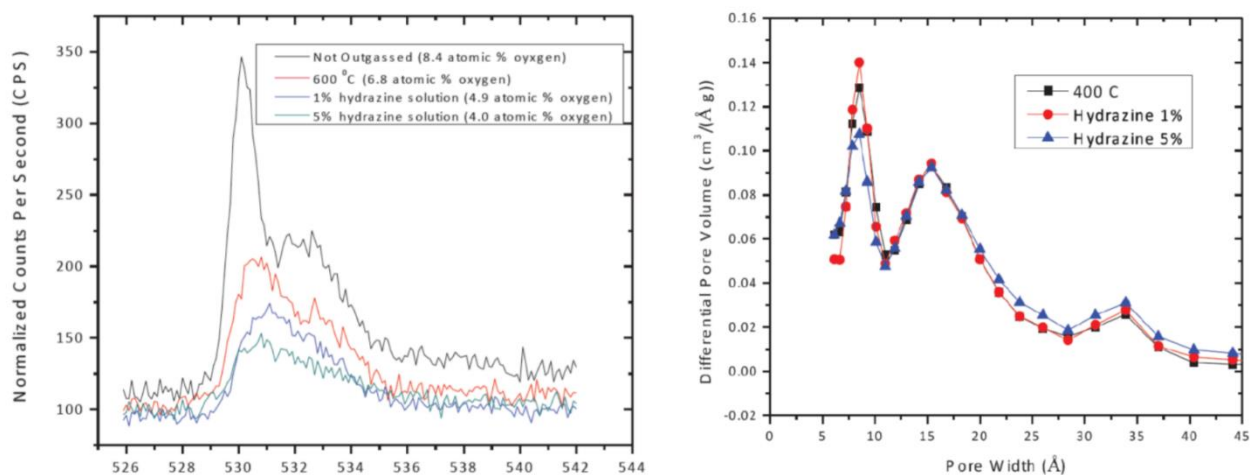 Normalized Counts Per Second (CPS)
350
300
250
200
150
100
Not Outgassed (8.4 atomic % oyxgen)
600 ⁰C (6.8 atomic % oxygen)
1% hydrazine solution (4.9 atomic % oxygen)
5% hydrazine solution (4.0 atomic % oxygen)
526 528 530 532 534 536 538 540 542 544
Differential Pore Volume (cm³/(Å g))
0.16
0.14
0.12
0.10
0.08
0.06
0.04
0.02
0.00
-0.02
400 C
Hydrazine 1%
Hydrazine 5%
0 5 10 15 20 25 30 35 40 45
Pore Width (Å)